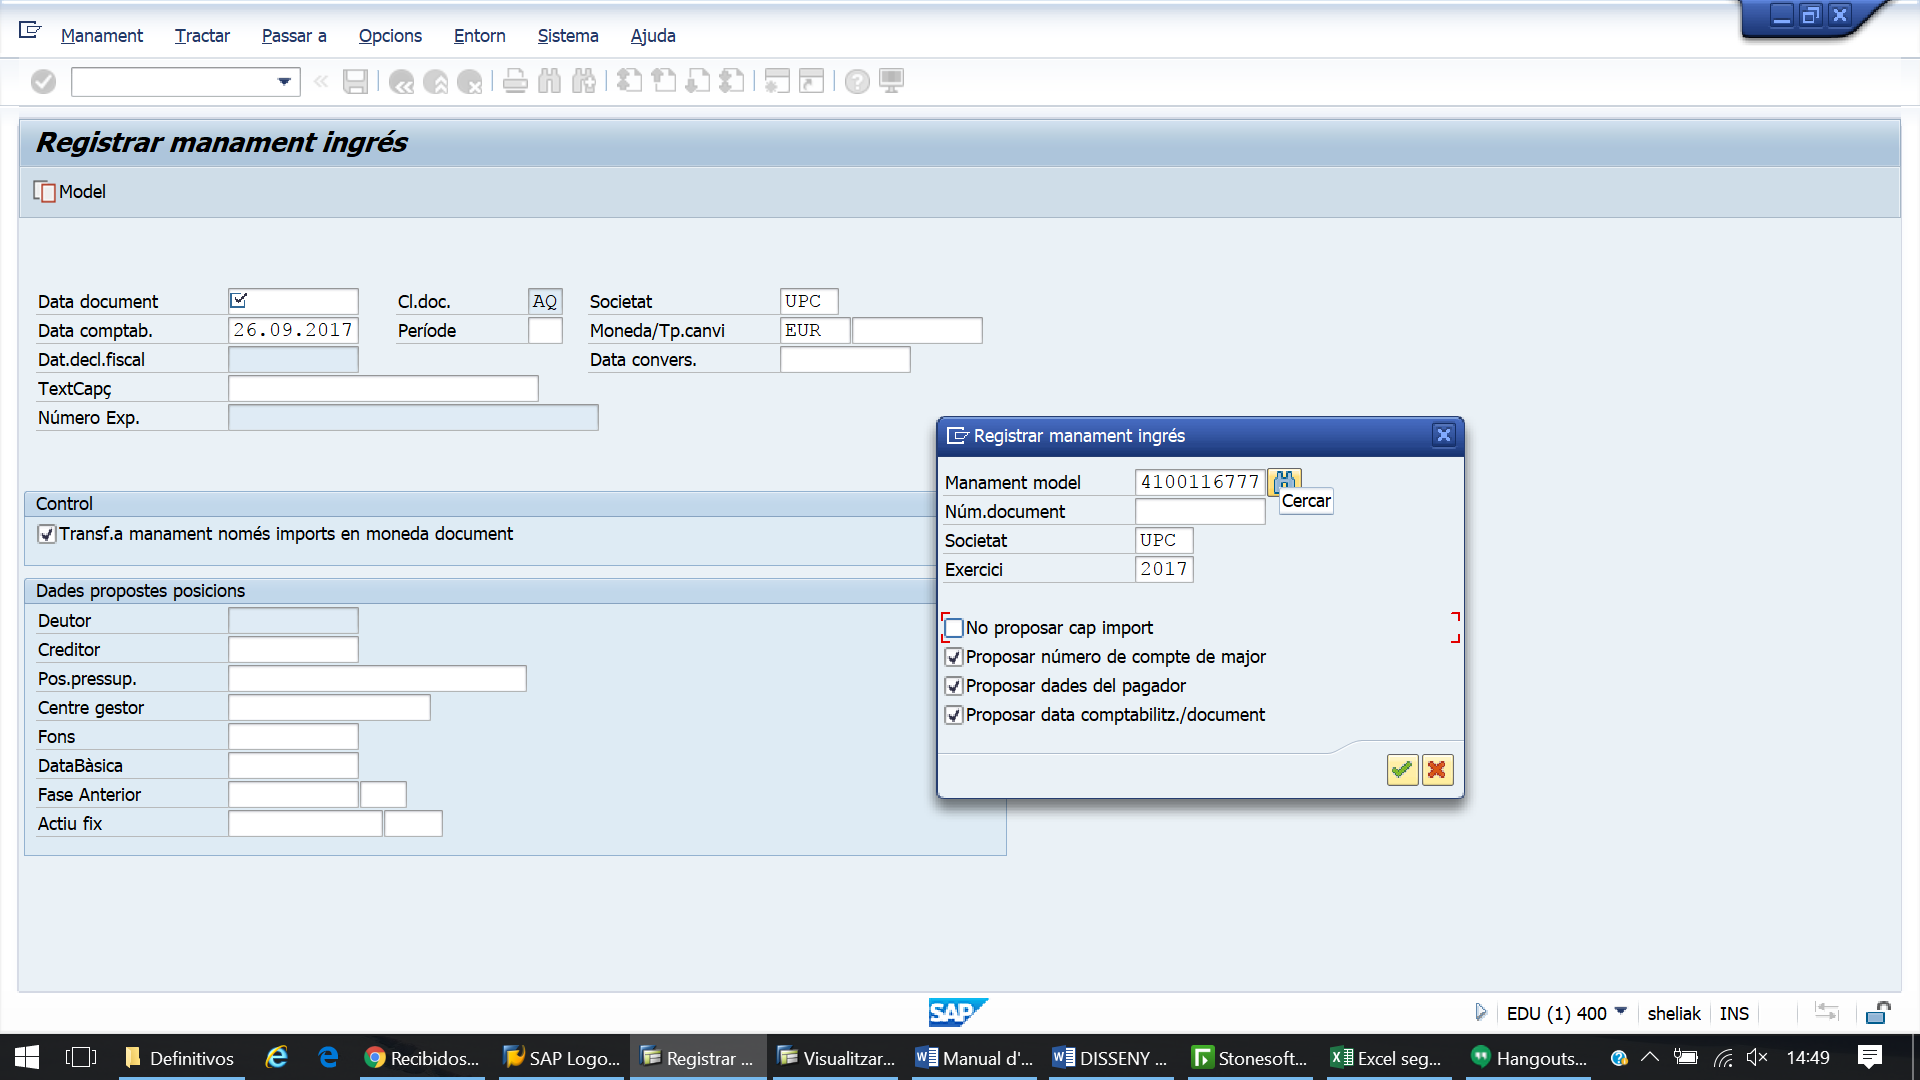 Manament Tractar Passar a Opcions Entorn Sistema Ajuda
Registrar manament ingrés
Model
Data document Cl.doc. AQ Societat UPC
Data comptab. 26.09.2017 Període Moneda/Tp.canvi EUR
Dat.decl.fiscal Data convers.
TextCapç
Número Exp.
Control
Transf.a manament només imports en moneda document
Dades propostes posicions
Deutor
Creditor
Pos.pressup.
Centre gestor
Fons
DataBàsica
Fase Anterior
Actiu fix
Registrar manament ingrés
Manament model 4100116777
Cercar
Núm.document
Societat UPC
Exercici 2017
No proposar cap import
Proposar número de compte de major
Proposar dades del pagador
Proposar data comptabilitz./document
SAP EDU (1) 400 sheliak INS
Definitivos Recibidos... SAP Logo... Registrar ... Visualitzar... Manual d'... DISSENY ... Stonesoft... Excel seg... Hangouts... 14:49